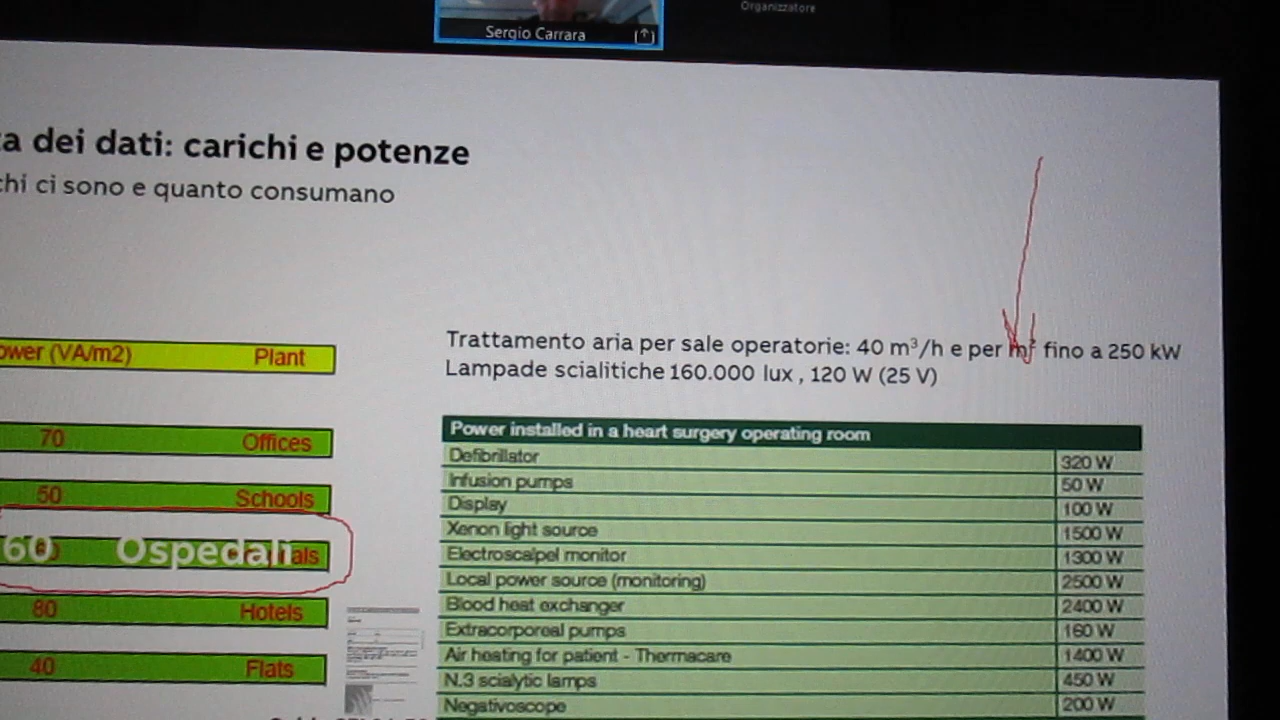 Sergio Carrara
Organizzatore
a dei dati: carichi e potenze
chi ci sono e quanto consumano
ower (VA/m2) Plant
70 Offices
50 Schools
60 Ospedali
80 Hotels
40 Flats
Trattamento aria per sale operatorie: 40 m³/h e per m² fino a 250 kW
Lampade scialitiche 160.000 lux , 120 W (25 V)
Power installed in a heart surgery operating room
Defibrillator 320 W
Infusion pumps 50 W
Display 100 W
Xenon light source 1500 W
Electroscalpel monitor 1300 W
Local power source (monitoring) 2500 W
Blood heat exchanger 2400 W
Extracorporeal pumps 160 W
Air heating for patient - Thermacare 1400 W
N.3 scialytic lamps 450 W
Negativoscope 200 W